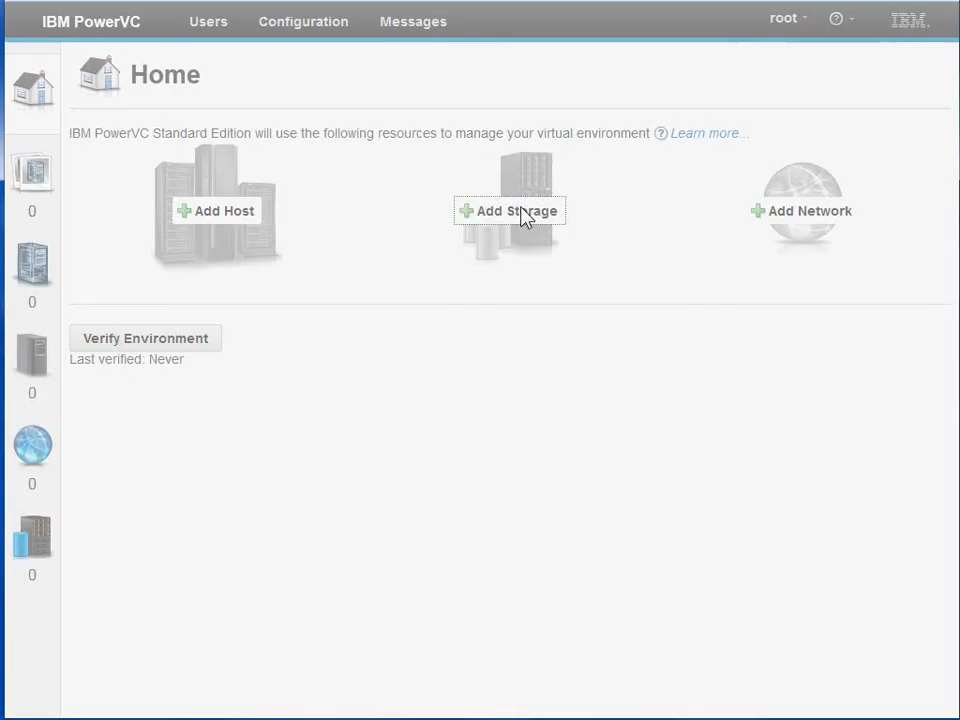 IBM PowerVC Users Configuration Messages root IBM
Home
IBM PowerVC Standard Edition will use the following resources to manage your virtual environment ? Learn more...
Add Host Add Storage Add Network
Verify Environment
Last verified: Never
0
0
0
0
0